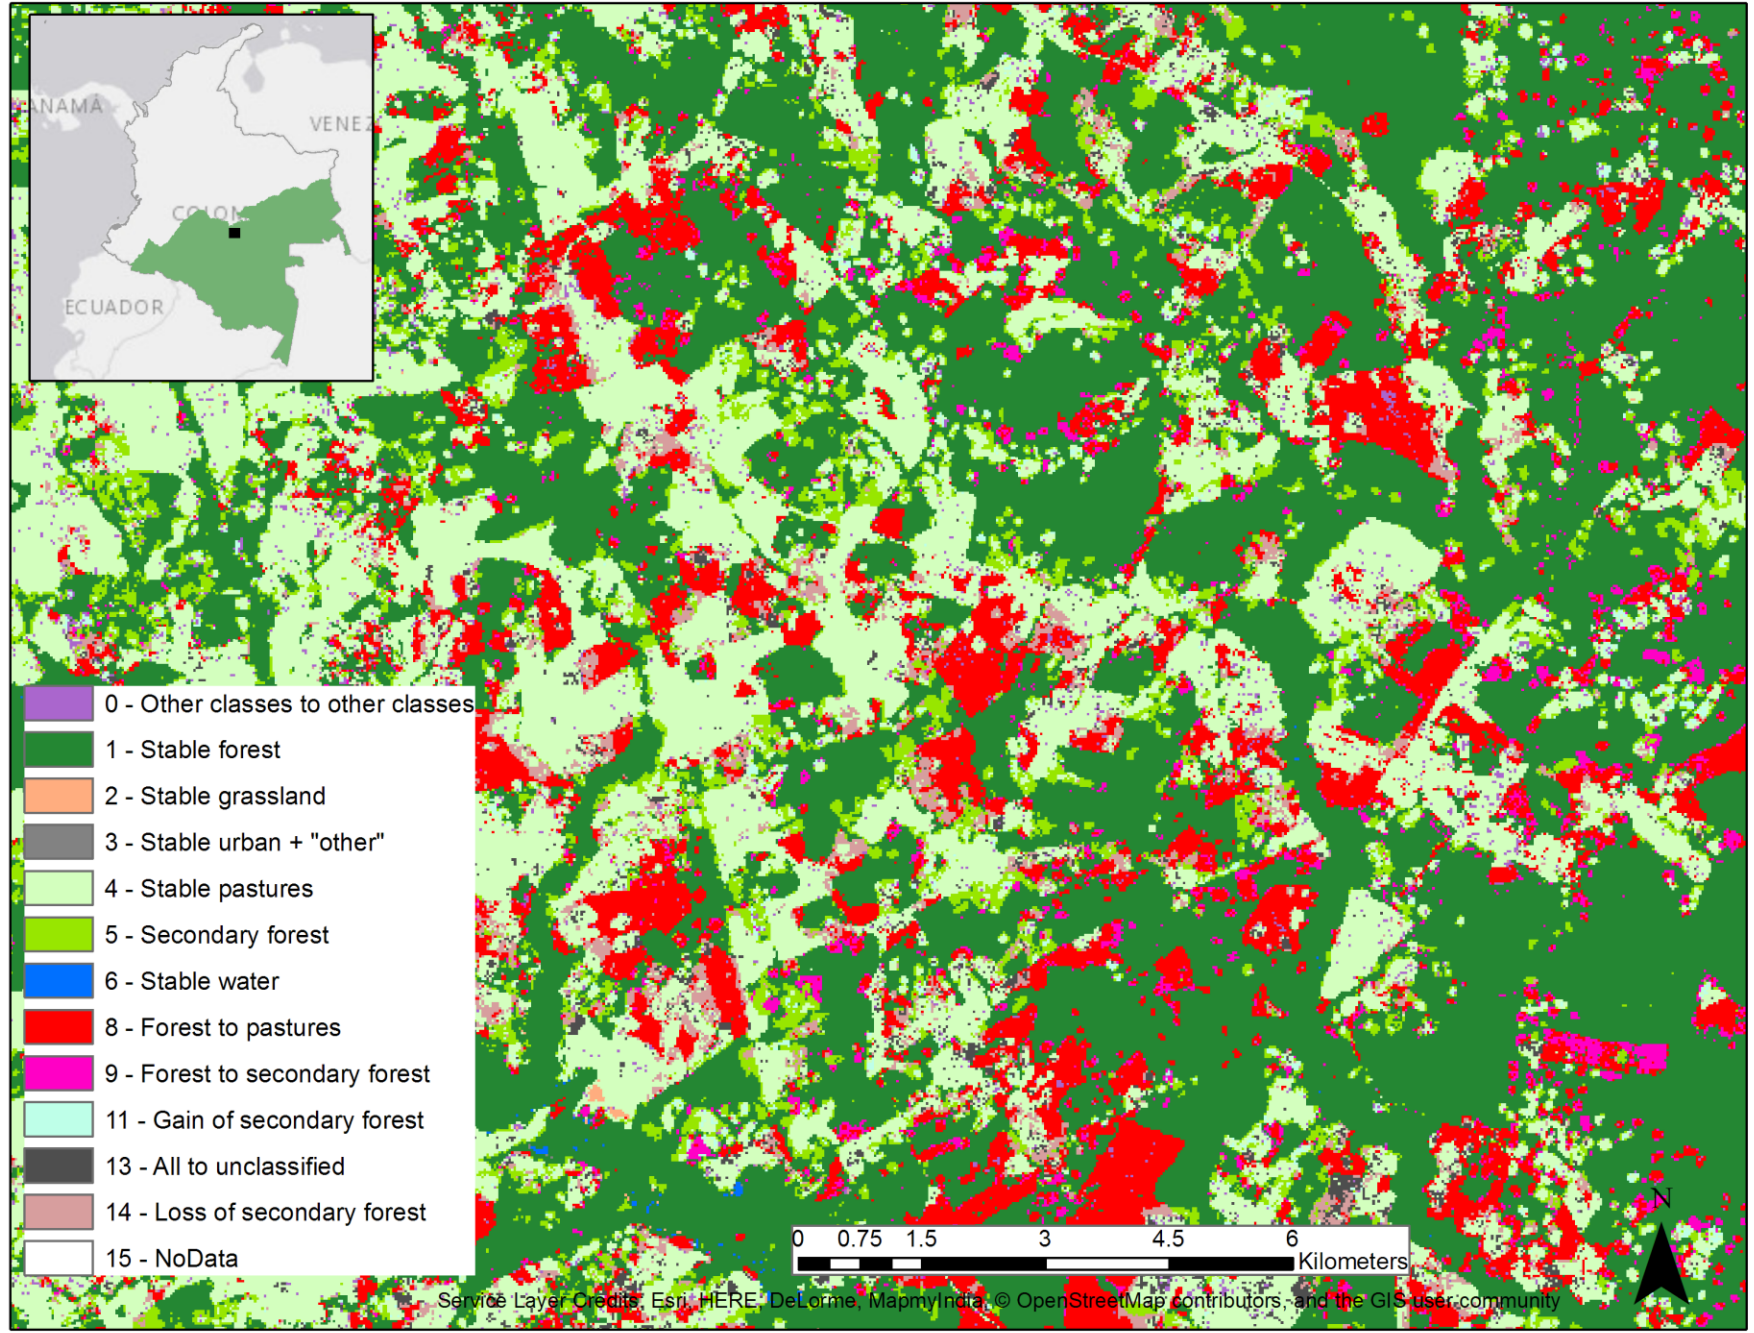 ANAMÁ
VENEZ
COLOM
ECUADOR
0 - Other classes to other classes
1 - Stable forest
2 - Stable grassland
3 - Stable urban + "other"
4 - Stable pastures
5 - Secondary forest
6 - Stable water
8 - Forest to pastures
9 - Forest to secondary forest
11 - Gain of secondary forest
13 - All to unclassified
14 - Loss of secondary forest
15 - NoData
N
0 0.75 1.5 3 4.5 6
Kilometers
Service Layer Credits: Esri, HERE, DeLorme, MapmyIndia, © OpenStreetMap contributors, and the GIS user community